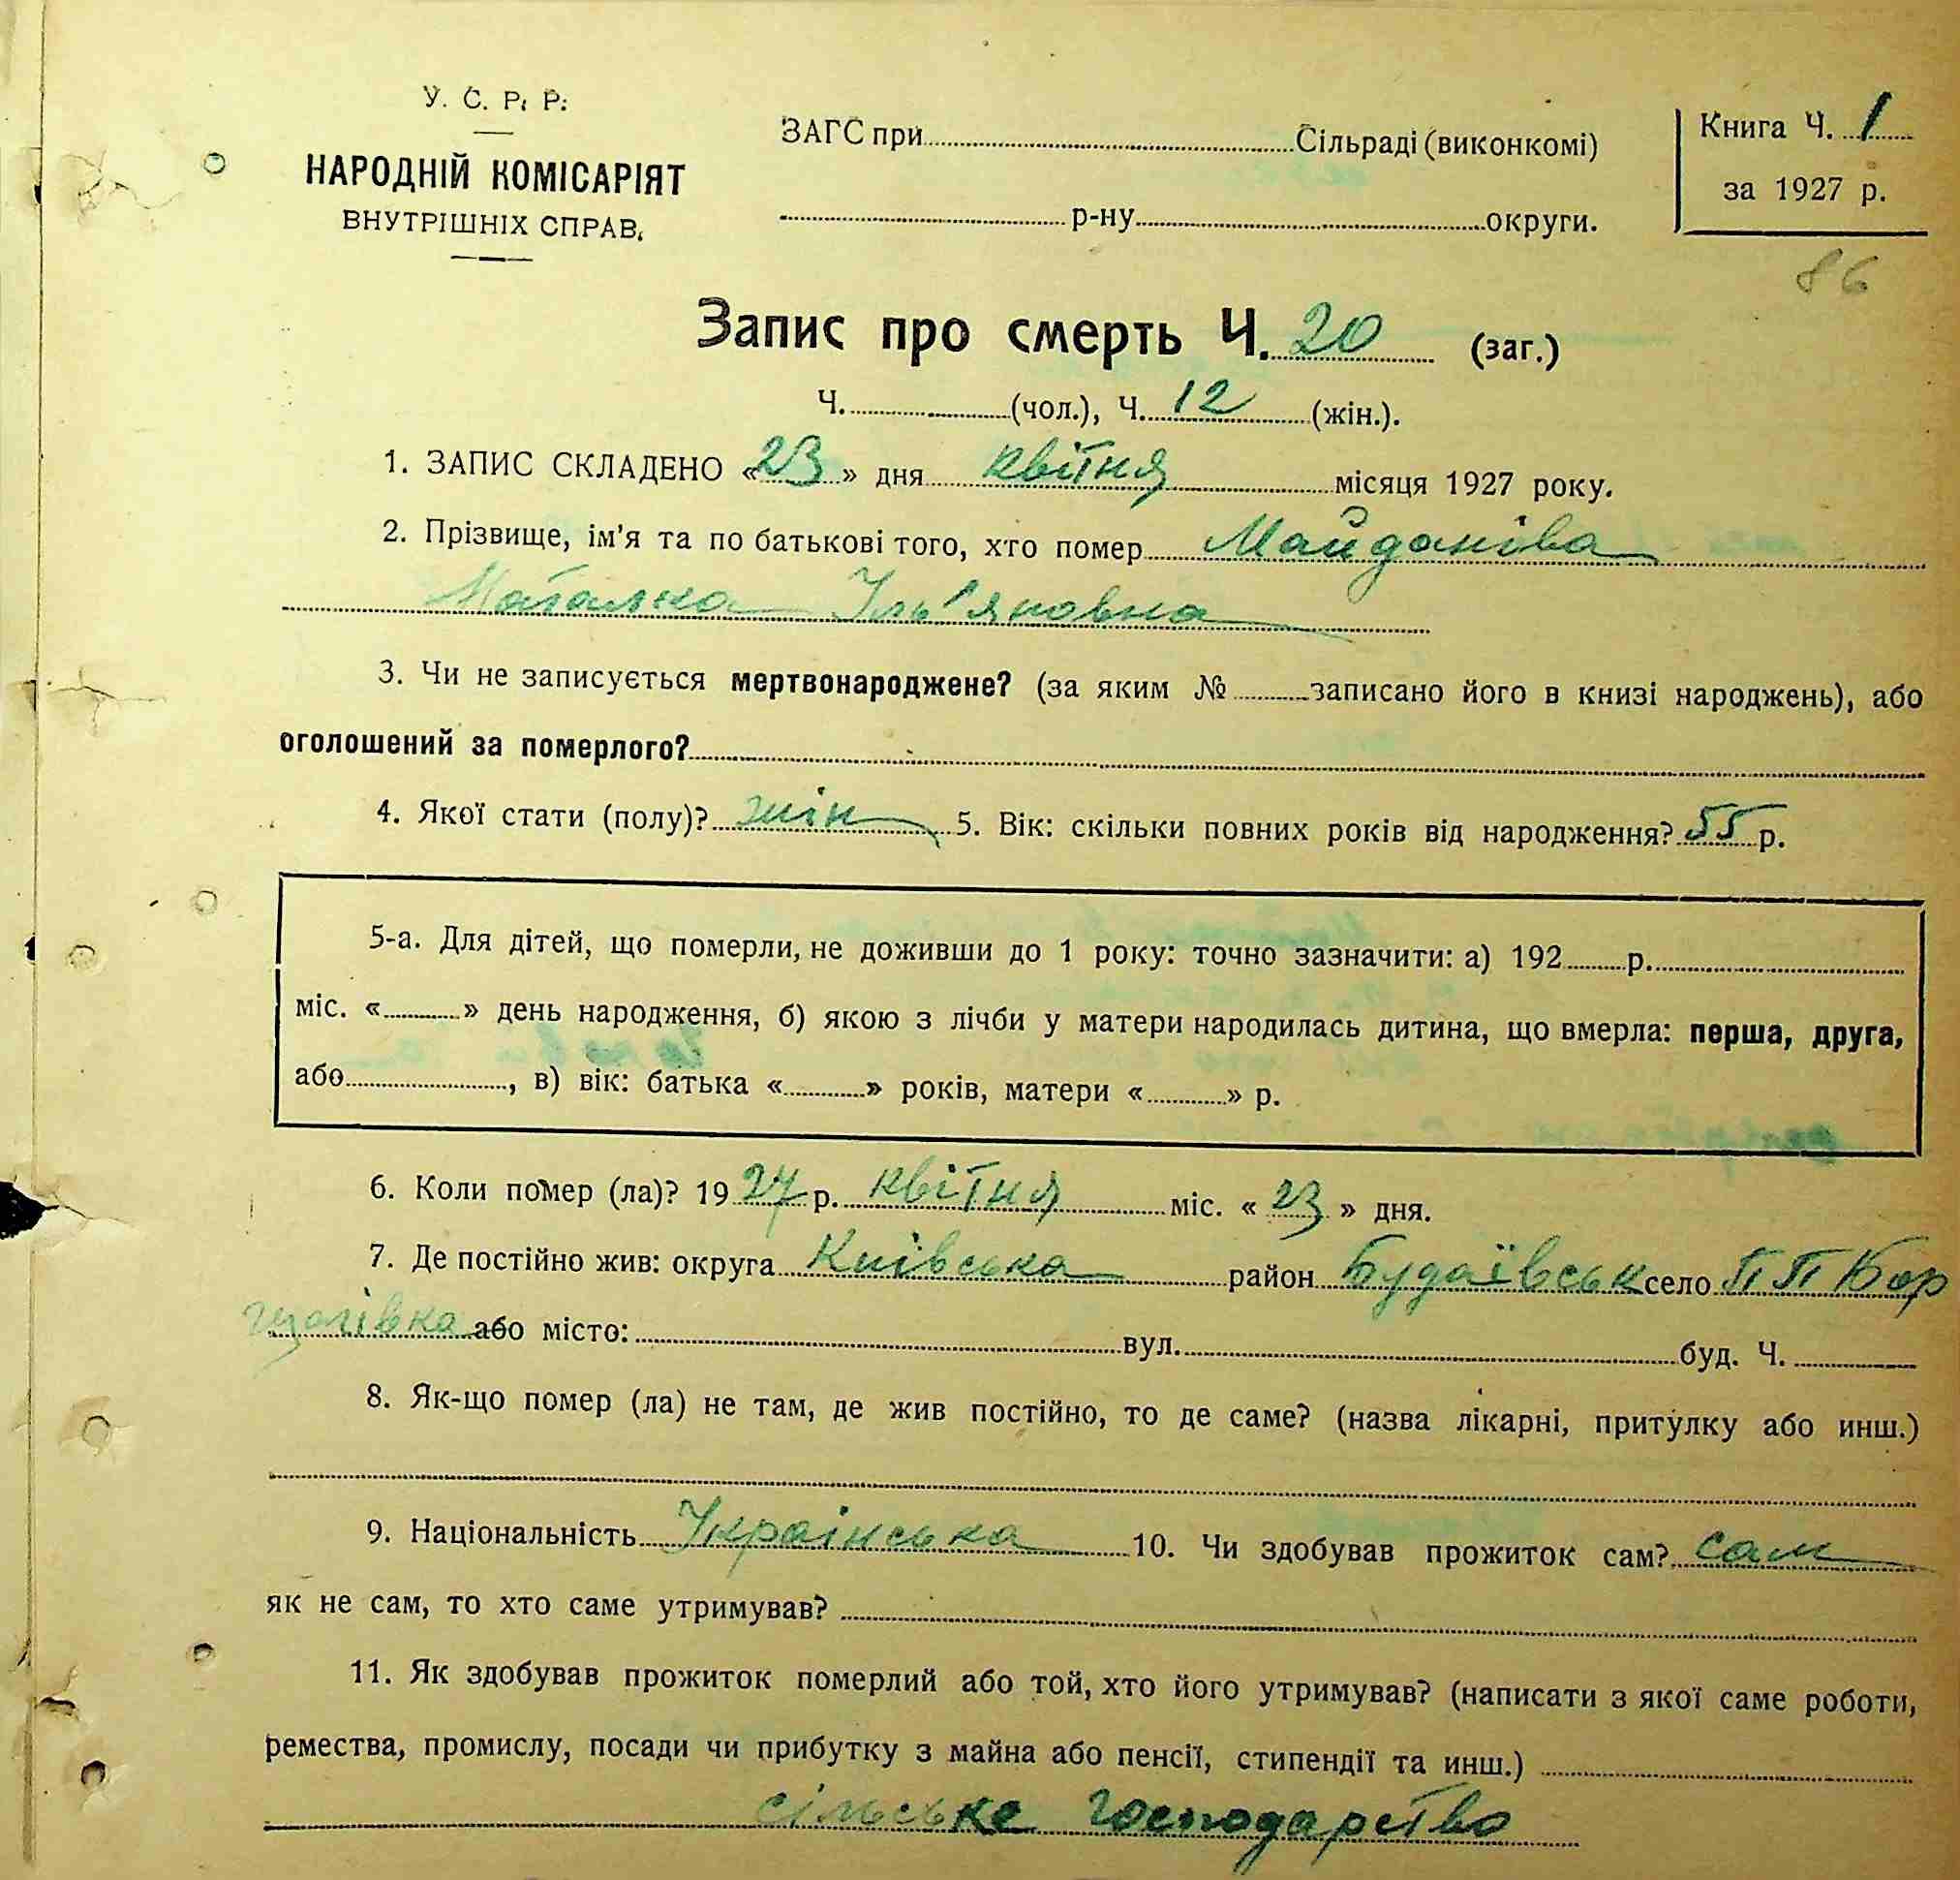 У. С. Р. Р.
НАРОДНІЙ КОМІСАРІЯТ
ВНУТРІШНІХ СПРАВ.
ЗАГС при Сільраді (виконкомі)
р-ну округи.
Книга Ч. 1
за 1927 р.
86
Запис про смерть Ч. 20 (заг.)
Ч. (чол.), Ч. 12 (жін.).
1. ЗАПИС СКЛАДЕНО «23» дня квітня місяця 1927 року.
2. Прізвище, ім'я та по батькові того, хто помер Майданіва
Наталка Іль'яновна
3. Чи не записується мертвонароджене? (за яким № записано його в книзі народжень), або
оголошений за померлого?
4. Якої стати (полу)? жін 5. Вік: скільки повних років від народження? 55 р.
5-а. Для дітей, що померли, не доживши до 1 року: точно зазначити: а) 192 р.
міс. « » день народження, б) якою з лічби у матери народилась дитина, що вмерла: перша, друга,
або , в) вік: батька « » років, матери « » р.
6. Коли помер (ла)? 1927 р. квітня міс. «23» дня.
7. Де постійно жив: округа Київська район Будаївськ село П П Бор
щагівка або місто: вул. буд. Ч.
8. Як-що помер (ла) не там, де жив постійно, то де саме? (назва лікарні, притулку або инш.)
9. Національність Українська 10. Чи здобував прожиток сам? сам
як не сам, то хто саме утримував?
11. Як здобував прожиток померлий або той, хто його утримував? (написати з якої саме роботи,
ремества, промислу, посади чи прибутку з майна або пенсії, стипендії та инш.)
сільське господарство